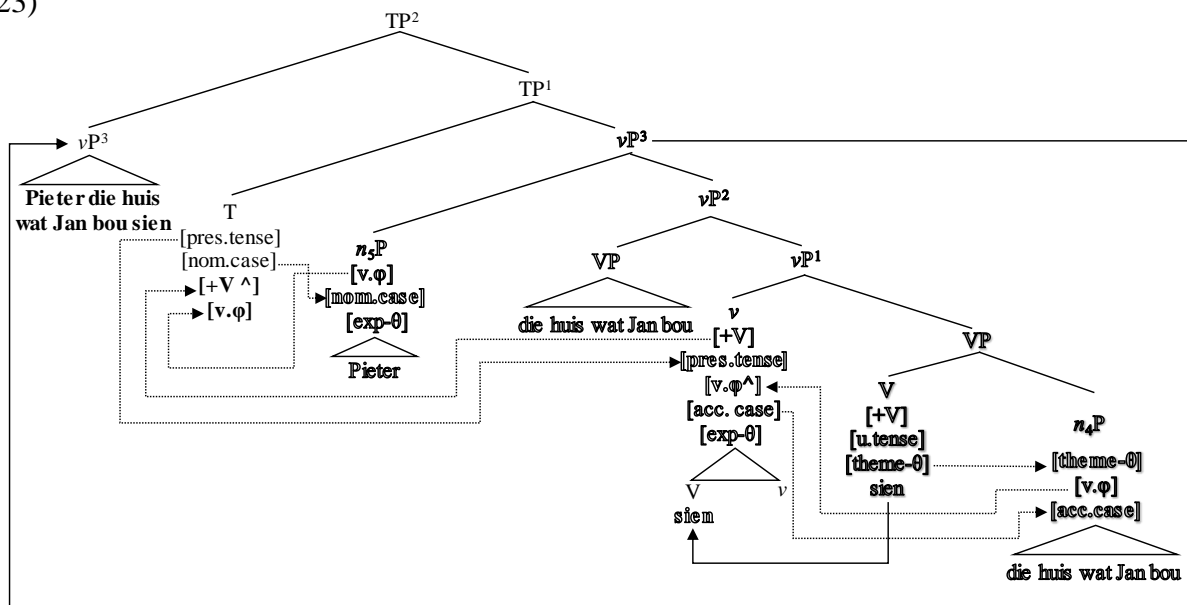 23)
TP²
TP¹
vP³
vP³
Pieter die huis
wat Jan bou sien
T
[pres.tense]
[nom.case]
[+V ^]
[v.φ]
n₅P
[v.φ]
[nom.case]
[exp-θ]
Pieter
vP²
VP
die huis wat Jan bou
vP¹
v
[+V]
[pres.tense]
[v.φ^]
[acc. case]
[exp-θ]
V v
sien
VP
V
[+V]
[u.tense]
[theme-θ]
sien
n₄P
[theme-θ]
[v.φ]
[acc.case]
die huis wat Jan bou